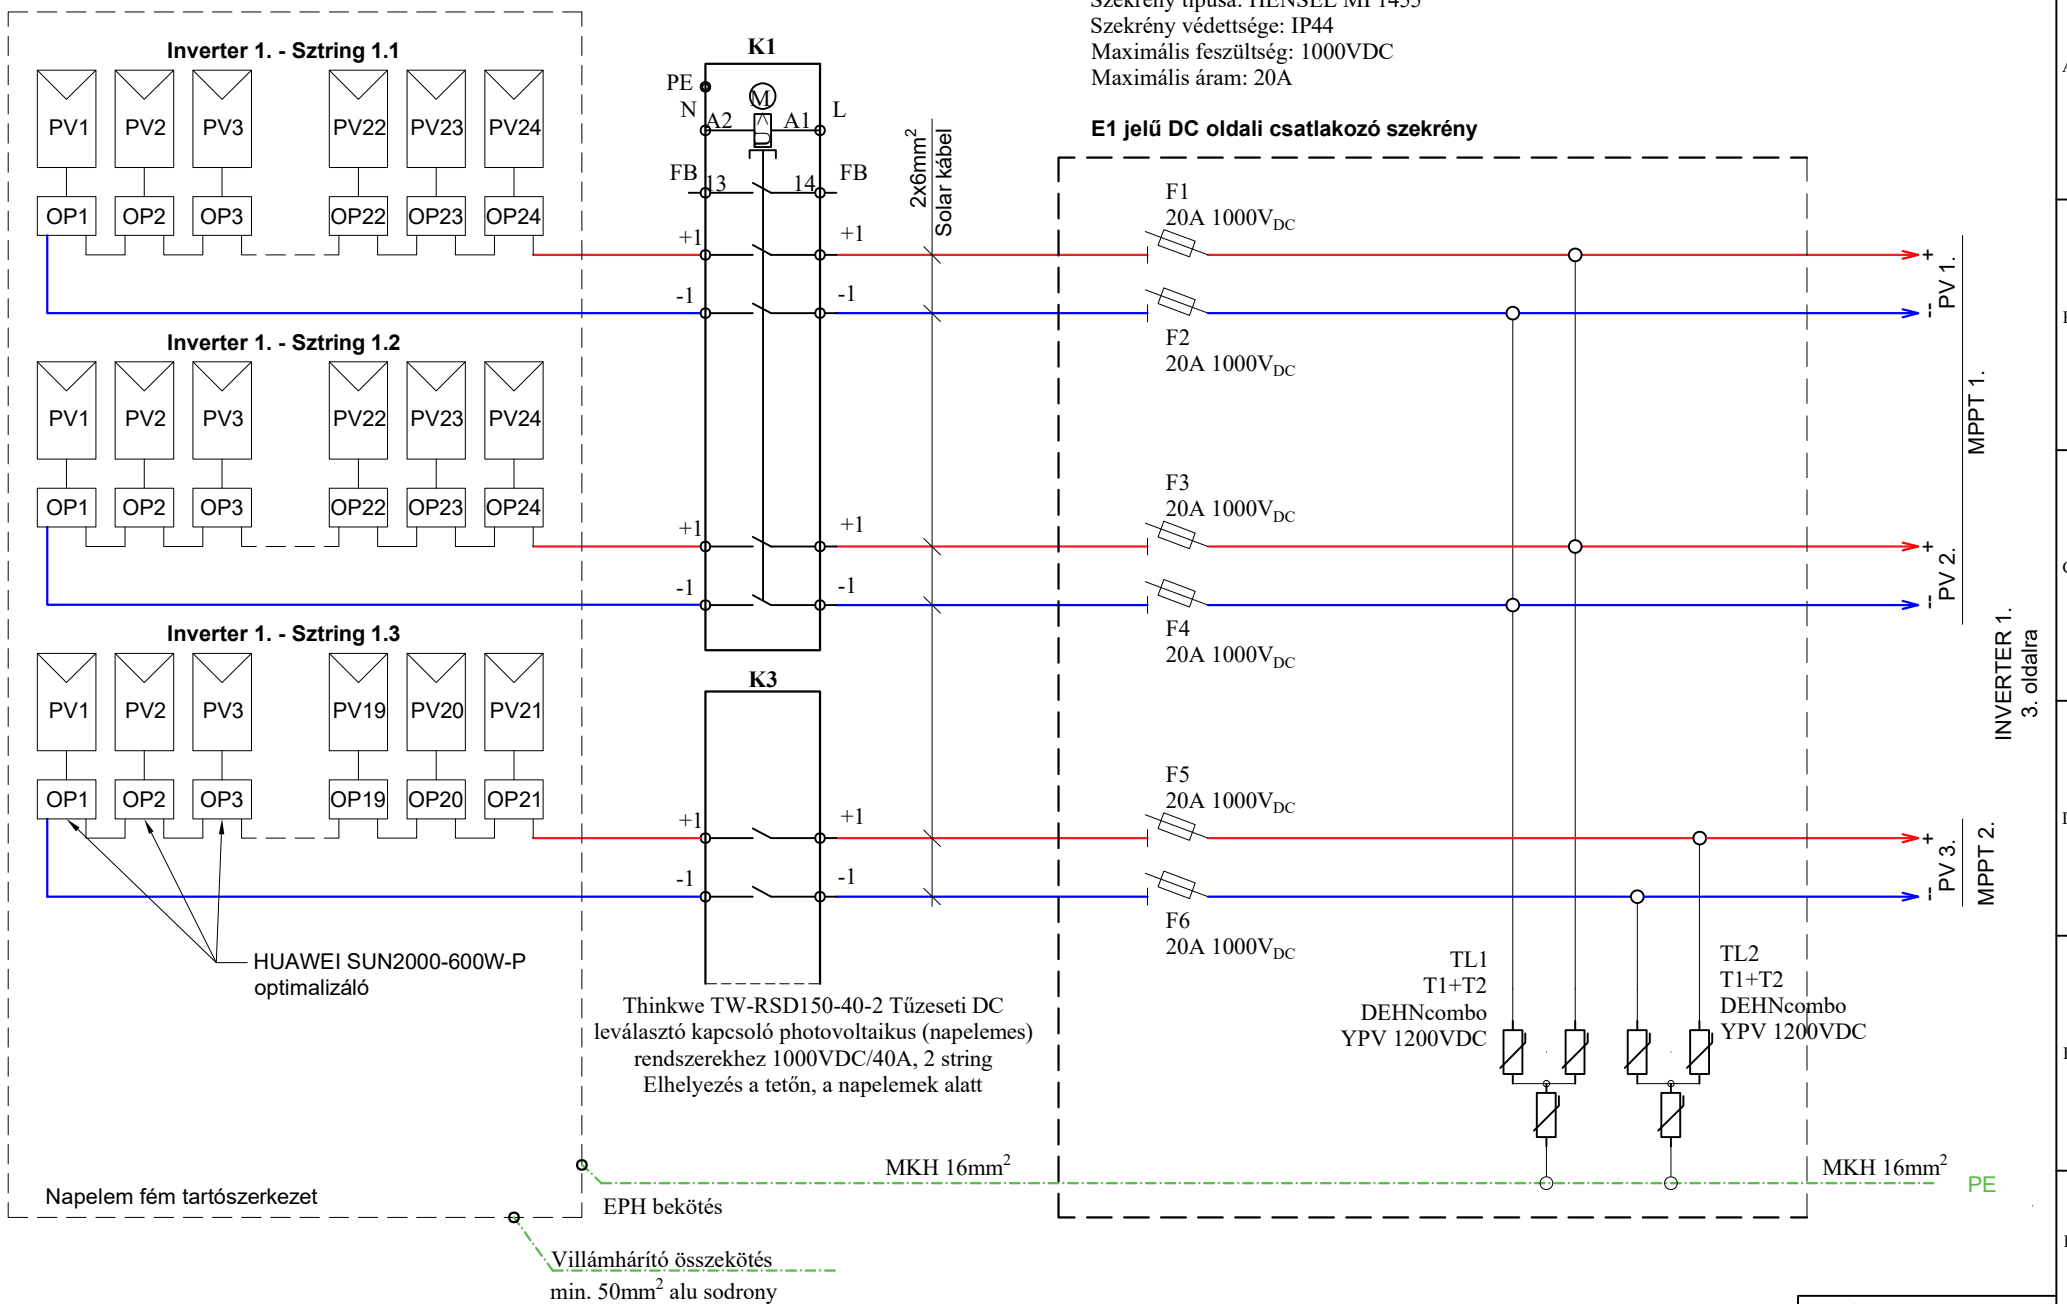 Szekrény típusa: HENSEL MI 1455
Szekrény védettsége: IP44
Maximális feszültség: 1000VDC
Maximális áram: 20A
E1 jelű DC oldali csatlakozó szekrény
Inverter 1. - Sztring 1.1
PV1 PV2 PV3 PV22 PV23 PV24
OP1 OP2 OP3 OP22 OP23 OP24
K1
PE
M
N A2 A1 L
FB 13 14 FB
+1 +1
-1 -1
2x6mm²
Solar kábel
F1
20A 1000VDC
F2
20A 1000VDC
+
PV 1.
-
Inverter 1. - Sztring 1.2
PV1 PV2 PV3 PV22 PV23 PV24
OP1 OP2 OP3 OP22 OP23 OP24
+1 +1
-1 -1
F3
20A 1000VDC
F4
20A 1000VDC
+
PV 2.
-
MPPT 1.
Inverter 1. - Sztring 1.3
PV1 PV2 PV3 PV19 PV20 PV21
OP1 OP2 OP3 OP19 OP20 OP21
K3
+1 +1
-1 -1
F5
20A 1000VDC
F6
20A 1000VDC
+
PV 3.
-
MPPT 2.
INVERTER 1.
3. oldalra
HUAWEI SUN2000-600W-P
optimalizáló
Thinkwe TW-RSD150-40-2 Tűzeseti DC
leválasztó kapcsoló photovoltaikus (napelemes)
rendszerekhez 1000VDC/40A, 2 string
Elhelyezés a tetőn, a napelemek alatt
TL1
T1+T2
DEHNcombo
YPV 1200VDC
TL2
T1+T2
DEHNcombo
YPV 1200VDC
MKH 16mm²
MKH 16mm²
PE
Napelem fém tartószerkezet
EPH bekötés
Villámhárító összekötés
min. 50mm² alu sodrony